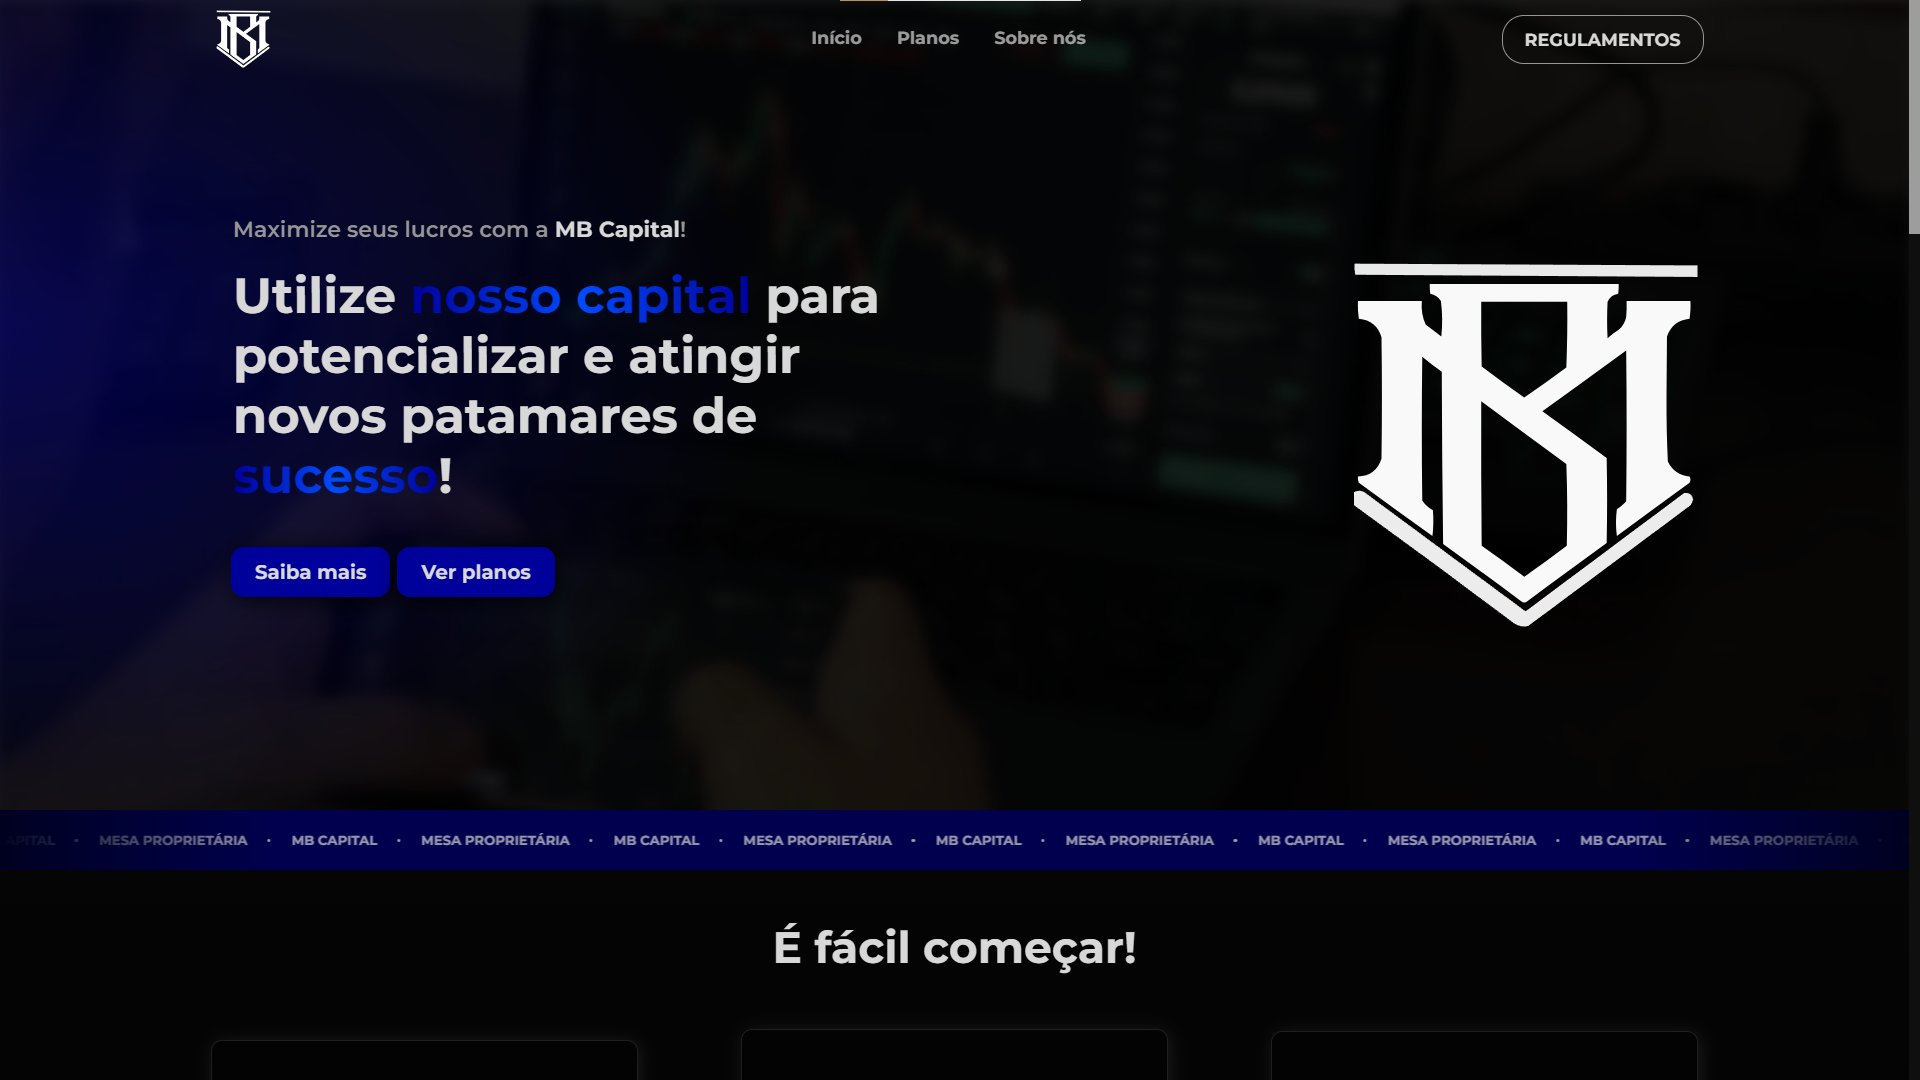 Início Planos Sobre nós REGULAMENTOS
Maximize seus lucros com a MB Capital!
Utilize nosso capital para
potencializar e atingir
novos patamares de
sucesso!
Saiba mais Ver planos
APITAL • MESA PROPRIETÁRIA • MB CAPITAL • MESA PROPRIETÁRIA • MB CAPITAL • MESA PROPRIETÁRIA • MB CAPITAL • MESA PROPRIETÁRIA • MB CAPITAL • MESA PROPRIETÁRIA • MB CAPITAL • MESA PROPRIETÁRIA •
É fácil começar!